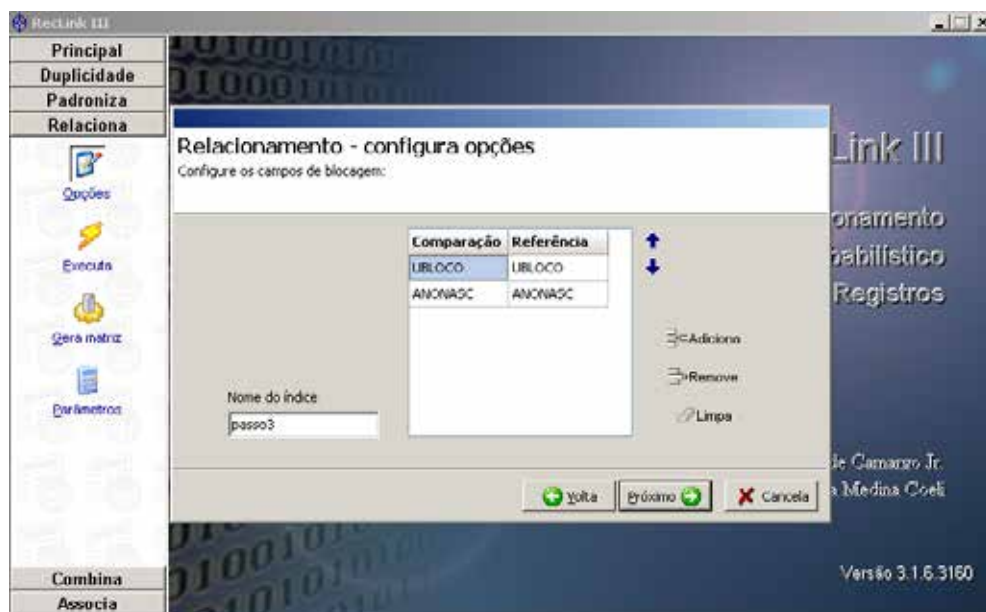 RecLink III
Principal
Duplicidade
Padroniza
Relaciona
Opções
Executa
Gera matriz
Parâmetros
Combina
Associa
Relacionamento - configura opções
Configure os campos de blocagem:
Comparação Referência
UBLOCO UBLOCO
ANONASC ANONASC
Adiciona
Remove
Limpa
Nome do índice
passo3
Volta Próximo Cancela
Link III
onamento
babilístico
Registros
de Camargo Jr.
Medina Coeli
Versão 3.1.6.3160